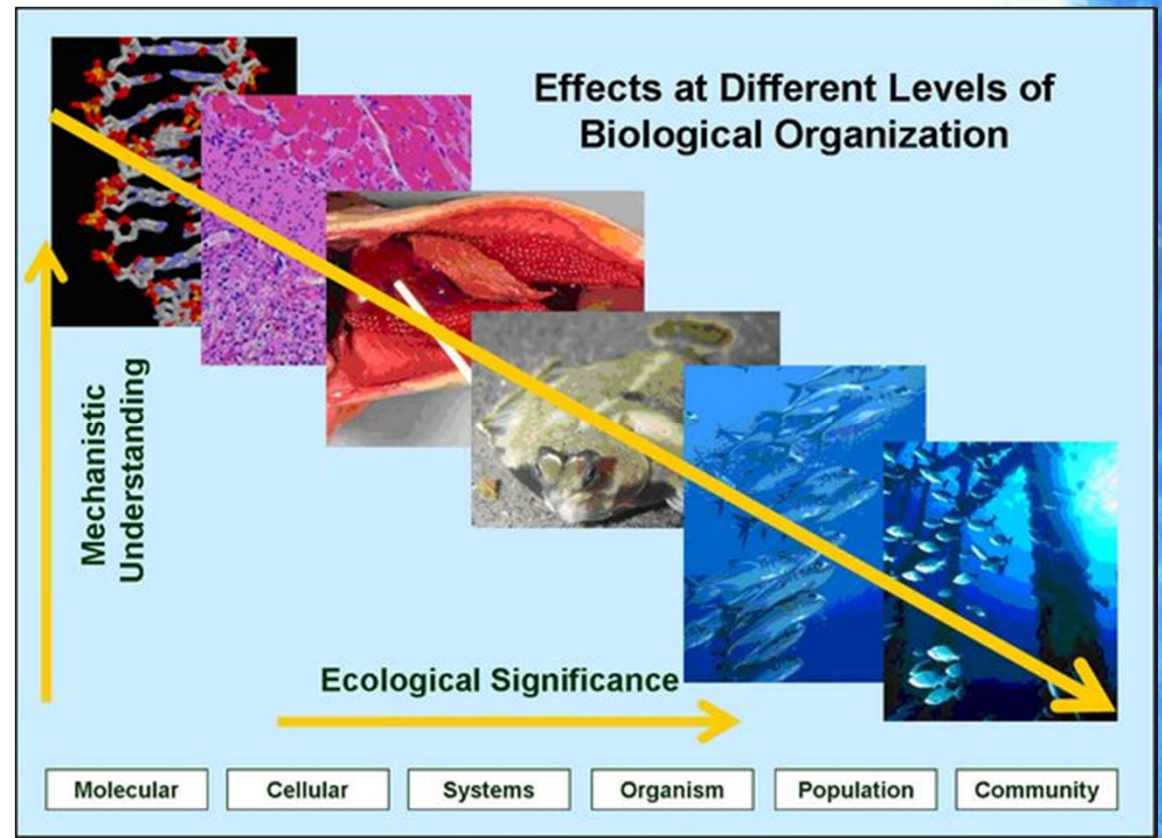 Effects at Different Levels of
Biological Organization
Mechanistic
Understanding
Ecological Significance
Molecular
Cellular
Systems
Organism
Population
Community